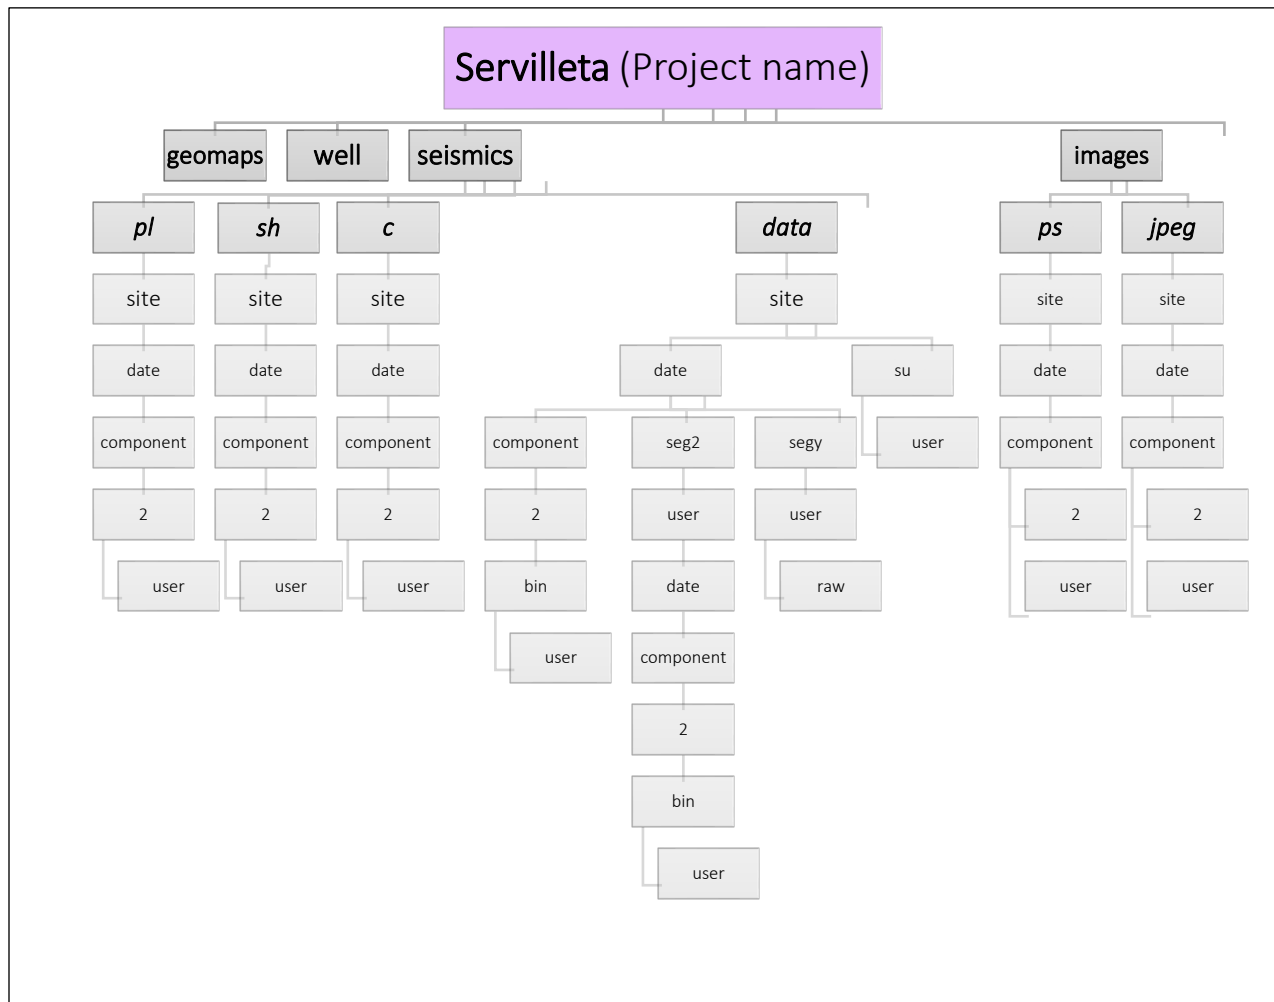 Servilleta (Project name)
geomaps well seismics images
pl sh c data ps jpeg
site site site site site site
date date date date su date date
component component component component seg2 segy user component component
2 2 2 2 user user 2 2
user user user bin date raw user user
user component
2
bin
user